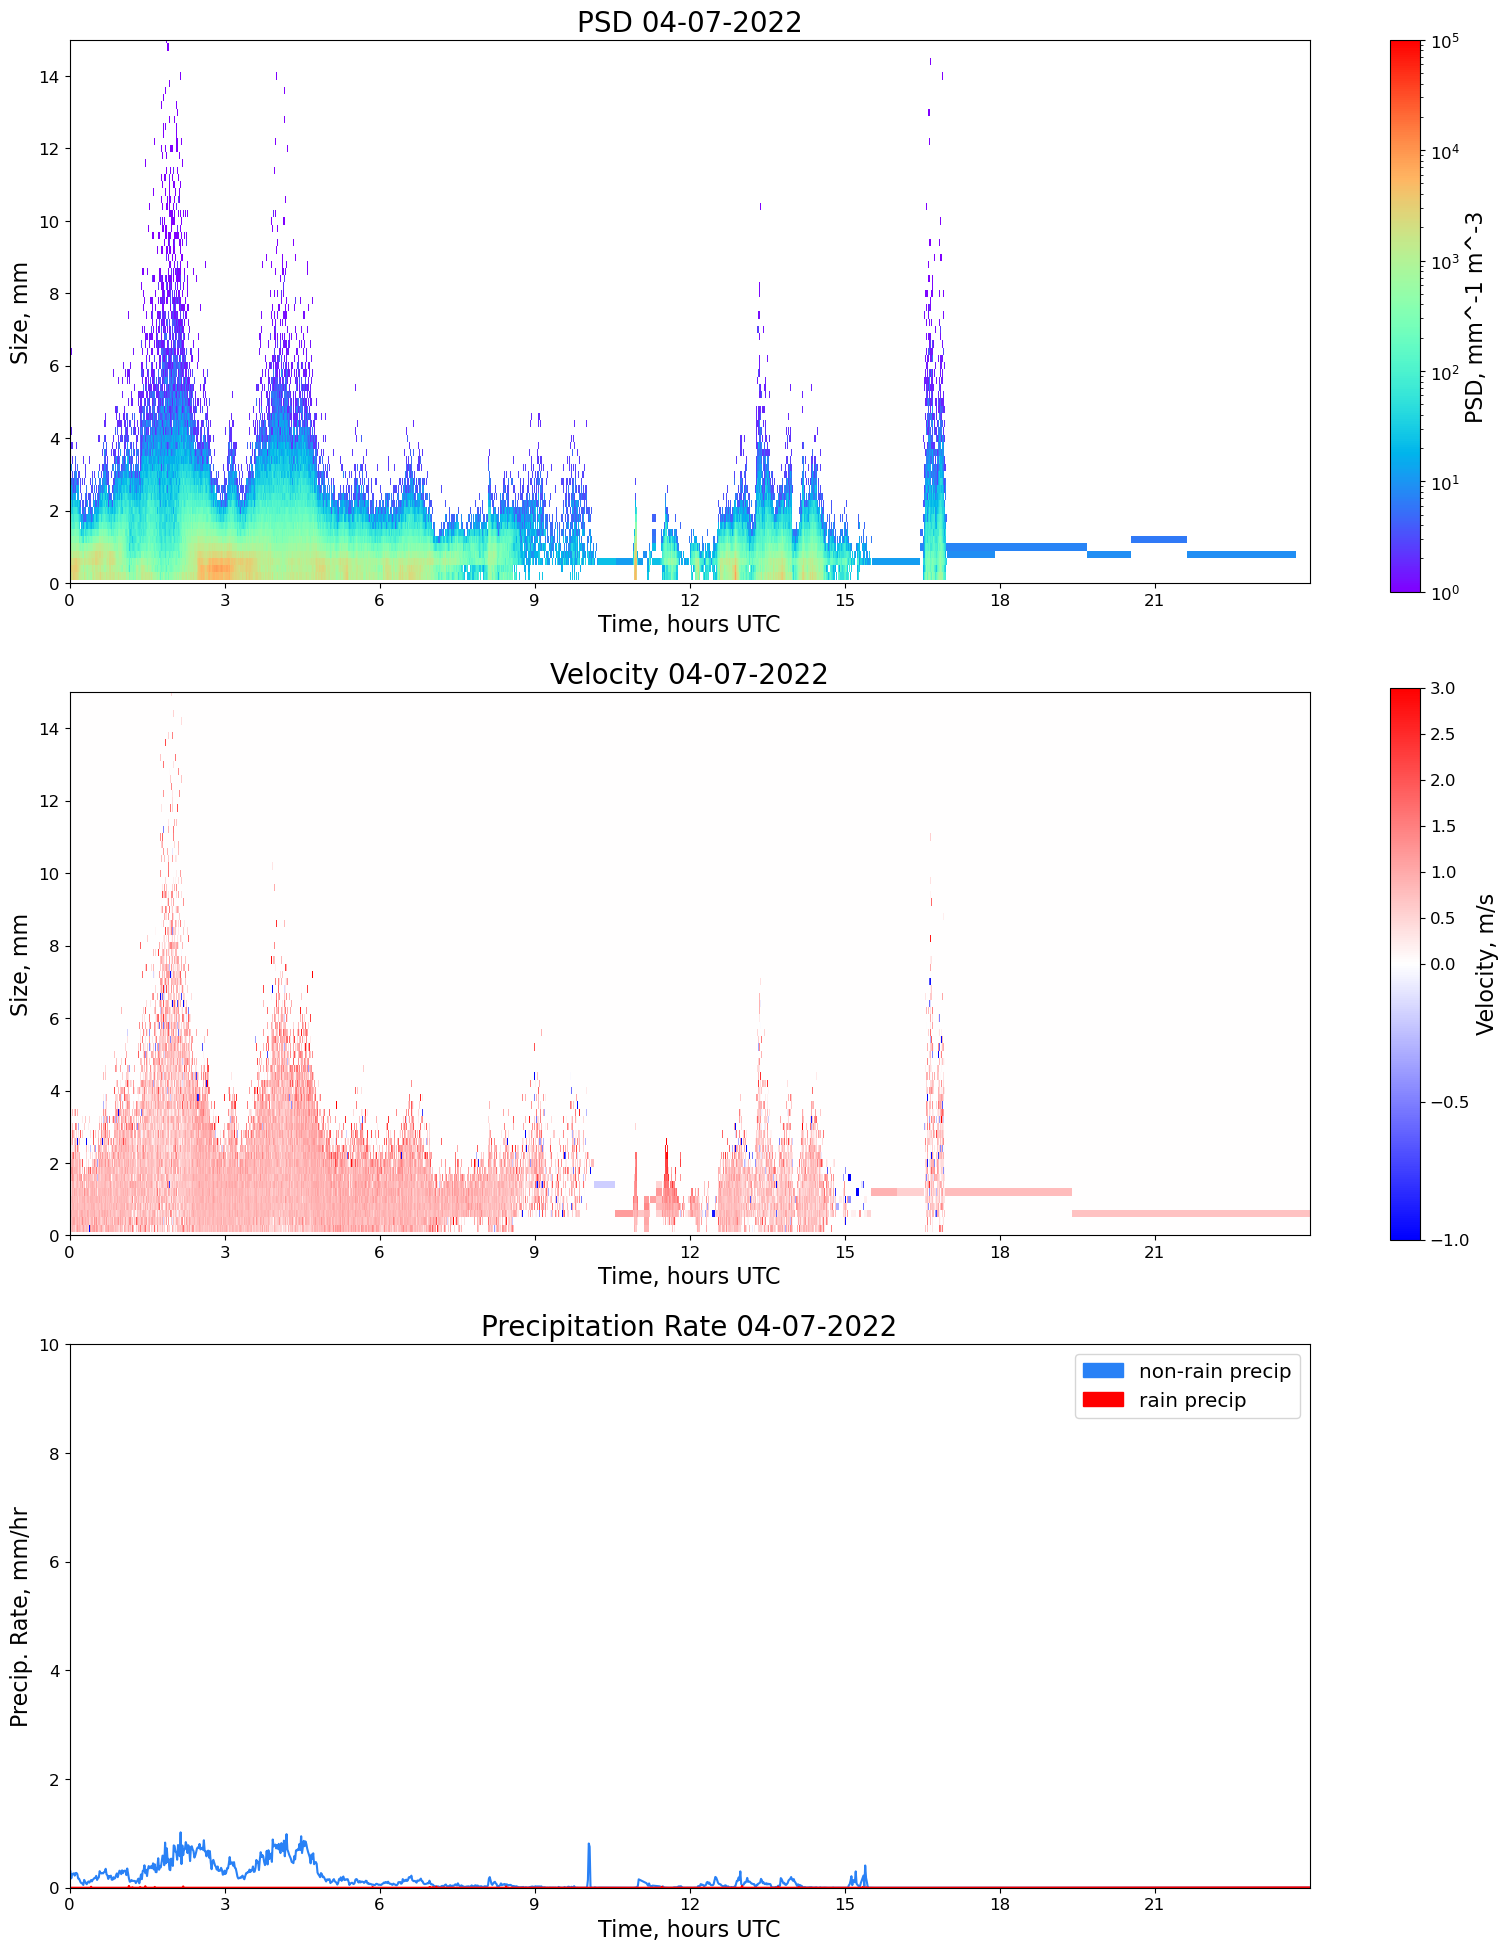 PSD 04-07-2022
14
12
10
8
6
4
2
0
Size, mm
0 3 6 9 12 15 18 21
Time, hours UTC
10^5
10^4
10^3
10^2
10^1
10^0
PSD, mm^-1 m^-3
Velocity 04-07-2022
14
12
10
8
6
4
2
0
Size, mm
0 3 6 9 12 15 18 21
Time, hours UTC
3.0
2.5
2.0
1.5
1.0
0.5
0.0
−0.5
−1.0
Velocity, m/s
Precipitation Rate 04-07-2022
10
8
6
4
2
0
Precip. Rate, mm/hr
non-rain precip
rain precip
0 3 6 9 12 15 18 21
Time, hours UTC